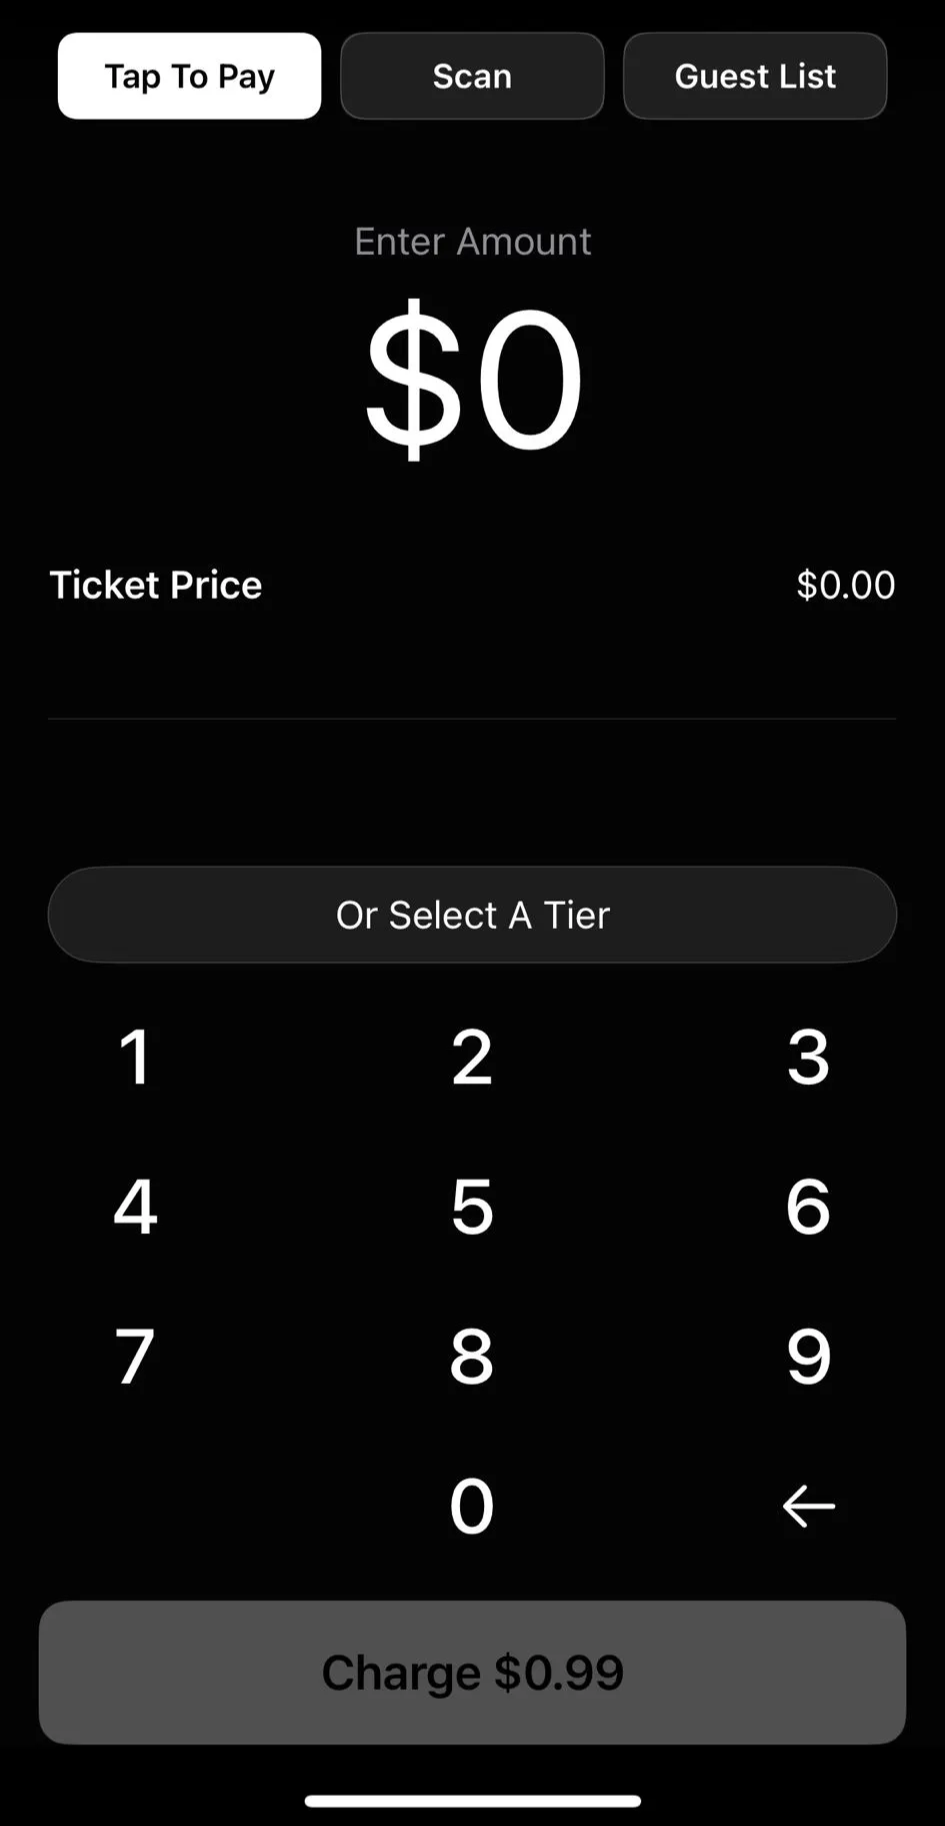 Tap To Pay Scan Guest List
Enter Amount
$0
Ticket Price $0.00
Or Select A Tier
1 2 3
4 5 6
7 8 9
0 ←
Charge $0.99